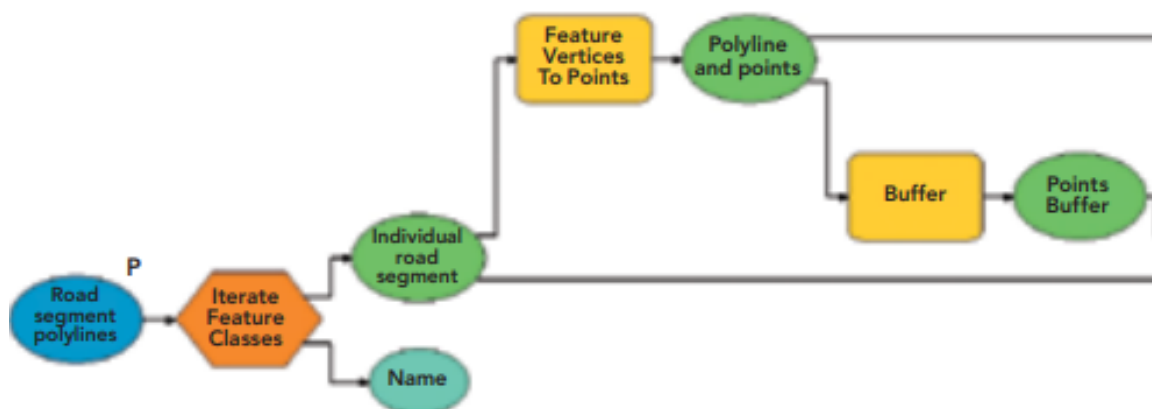 Feature
Vertices
To Points
Polyline
and points
Buffer
Points
Buffer
Individual
road
segment
P
Road
segment
polylines
Iterate
Feature
Classes
Name